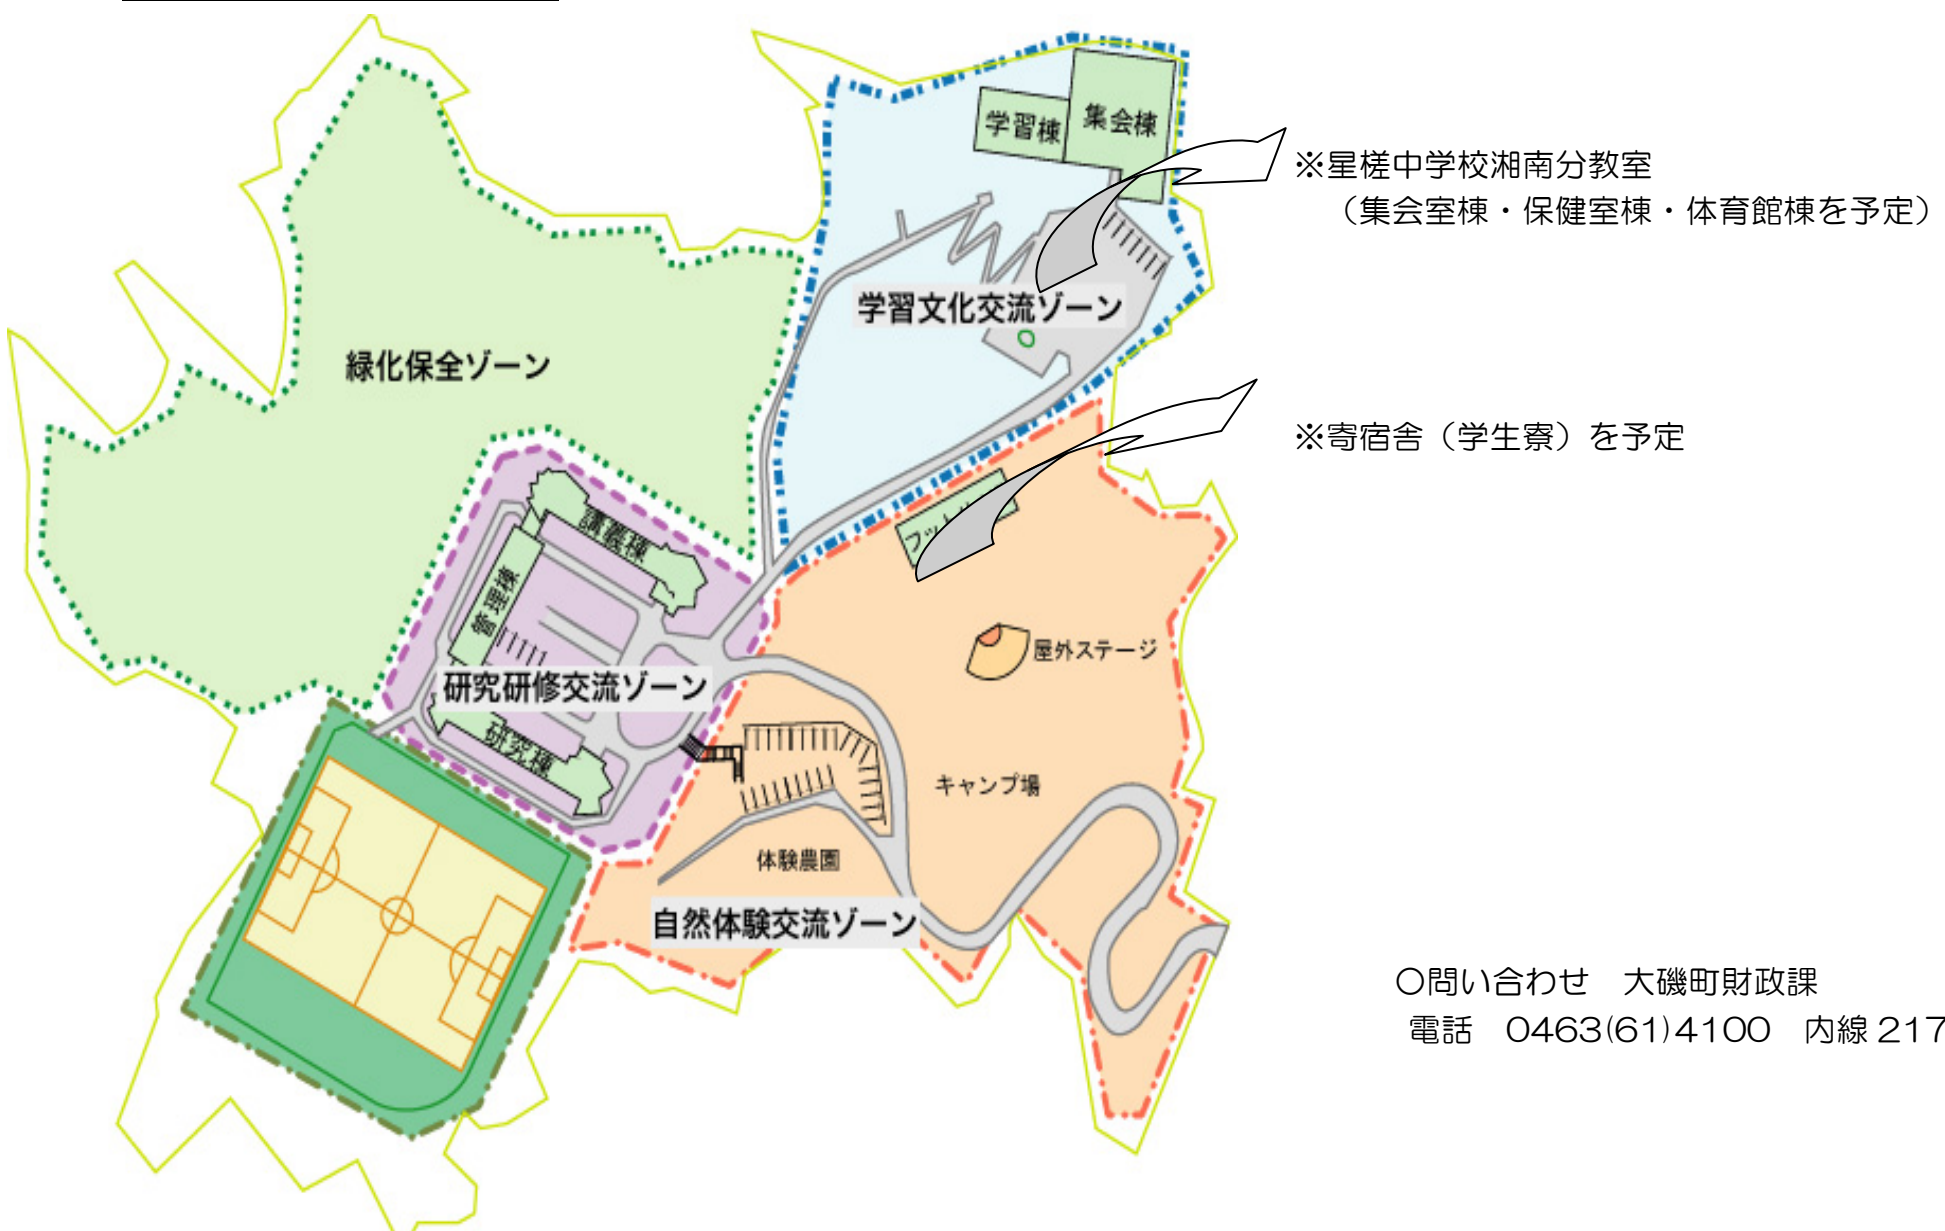 学習棟
集会棟
※星槎中学校湘南分教室
（集会室棟・保健室棟・体育館棟を予定）
学習文化交流ゾーン
緑化保全ゾーン
※寄宿舎（学生寮）を予定
講義棟
管理棟
屋外ステージ
研究研修交流ゾーン
研究棟
キャンプ場
体験農園
自然体験交流ゾーン
○問い合わせ　大磯町財政課
電話　0463(61)4100　内線 217